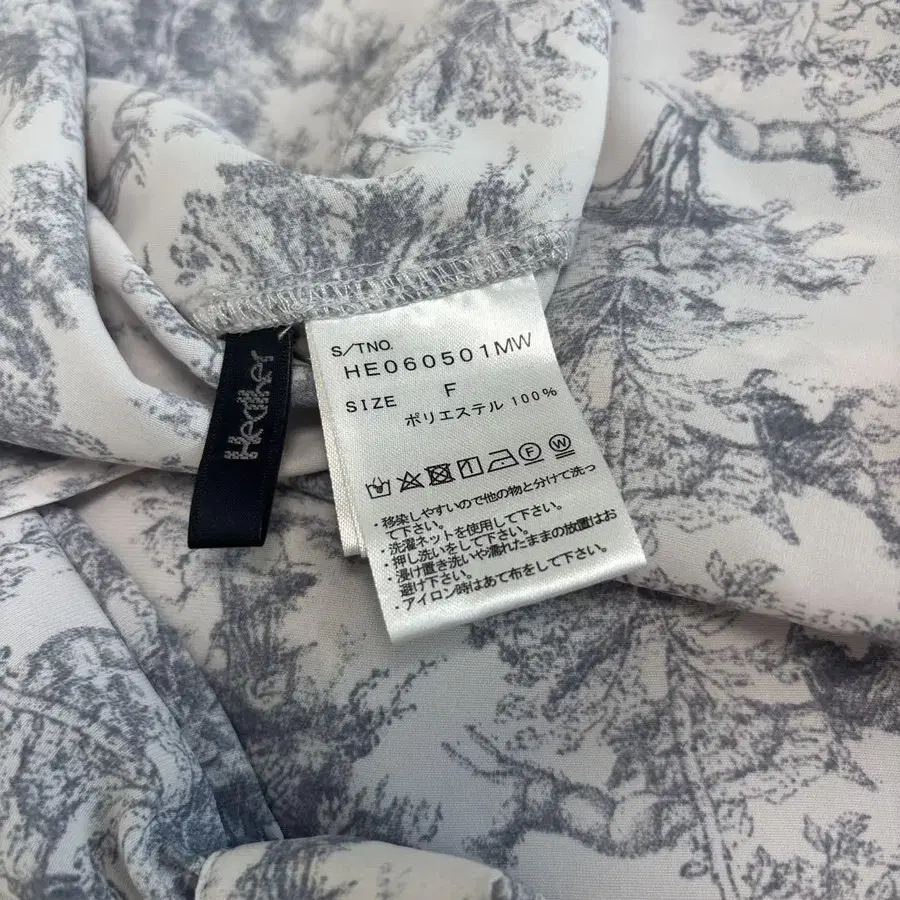 Heather
S/TNO.
HE060501MW
SIZE F
ポリエステル 100%
・移染しやすいので他の物と分けて洗っ
て下さい。
・洗濯ネットを使用して下さい。
・押し洗いをして下さい。
・浸け置き洗いや濡れたままの放置はお
避け下さい。
・アイロン時はあて布をして下さい。